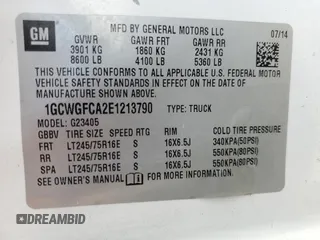 GM
MFD BY GENERAL MOTORS LLC
07/14
GVWR GAWR FRT GAWR RR
3901 KG 1860 KG 2431 KG
8600 LB 4100 LB 5360 LB
THIS VEHICLE CONFORMS TO ALL APPLICABLE U.S. FEDERAL MOTOR
VEHICLE SAFETY STANDARDS IN EFFECT ON THE DATE OF
MANUFACTURE SHOWN ABOVE.
1GCWGFCA2E1213790 TYPE: TRUCK
MODEL: G23405
GBBV TIRE SIZE SPEED RTG RIM COLD TIRE PRESSURE
FRT LT245/75R16E S 16X6.5J 340KPA(50PSI)
RR LT245/75R16E S 16X6.5J 550KPA(80PSI)
SPA LT245/75R16E S 16X6.5J 550KPA(80PSI)
SEE OWNER'S MANUAL FOR MORE INFORMATION.
DREAMBID